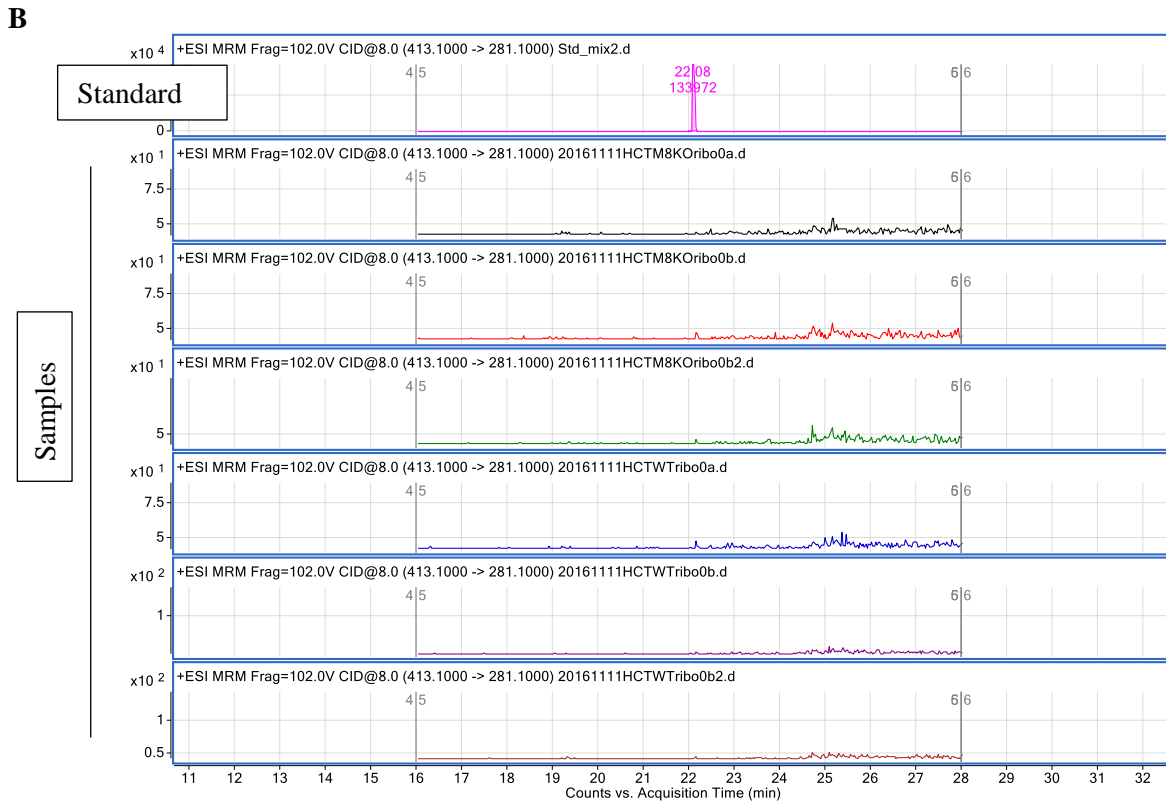 B
+ESI MRM Frag=102.0V CID@8.0 (413.1000 -> 281.1000) Std_mix2.d
x10 4
Standard
0
4 5
22.08
133972
6 6
+ESI MRM Frag=102.0V CID@8.0 (413.1000 -> 281.1000) 20161111HCTM8KOribo0a.d
x10 1
7.5
5
4 5
6 6
Samples
+ESI MRM Frag=102.0V CID@8.0 (413.1000 -> 281.1000) 20161111HCTM8KOribo0b.d
x10 1
7.5
5
4 5
6 6
+ESI MRM Frag=102.0V CID@8.0 (413.1000 -> 281.1000) 20161111HCTM8KOribo0b2.d
x10 1
5
4 5
6 6
+ESI MRM Frag=102.0V CID@8.0 (413.1000 -> 281.1000) 20161111HCTWTribo0a.d
x10 1
7.5
5
4 5
6 6
+ESI MRM Frag=102.0V CID@8.0 (413.1000 -> 281.1000) 20161111HCTWTribo0b.d
x10 2
1
4 5
6 6
+ESI MRM Frag=102.0V CID@8.0 (413.1000 -> 281.1000) 20161111HCTWTribo0b2.d
x10 2
1
0.5
4 5
6 6
11 12 13 14 15 16 17 18 19 20 21 22 23 24 25 26 27 28 29 30 31 32
Counts vs. Acquisition Time (min)